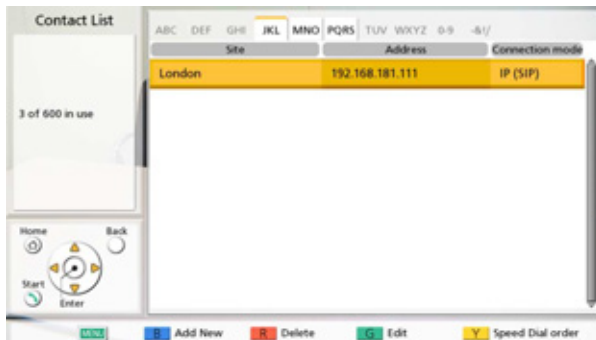 Contact List
ABC DEF GHI JKL MNO PQRS TUV WXYZ 0-9 -&!/
Site Address Connection mode
London 192.168.181.111 IP (SIP)
3 of 600 in use
Home Back
Start
Enter
MENU B Add New R Delete G Edit Y Speed Dial order